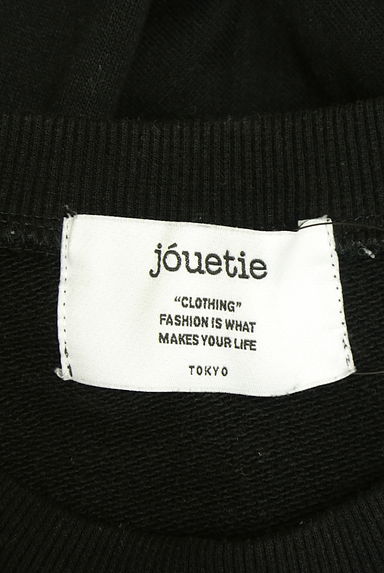 jóuetie
“CLOTHING”
FASHION IS WHAT
MAKES YOUR LIFE
TOKYO